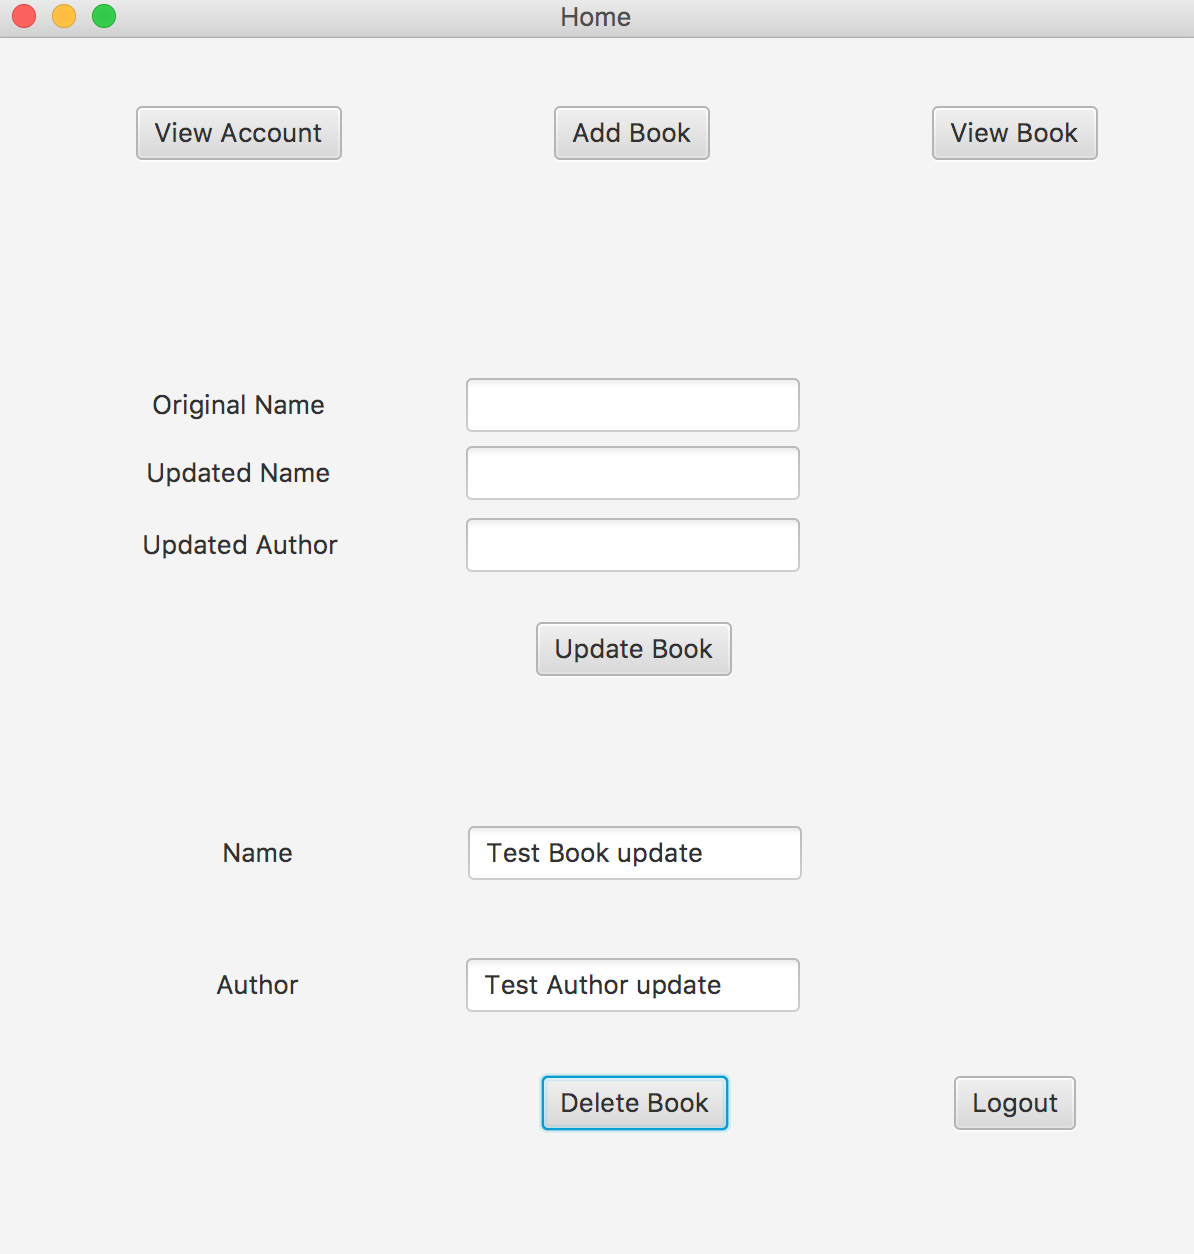 Home
View Account
Add Book
View Book
Original Name
Updated Name
Updated Author
Update Book
Name
Test Book update
Author
Test Author update
Delete Book
Logout